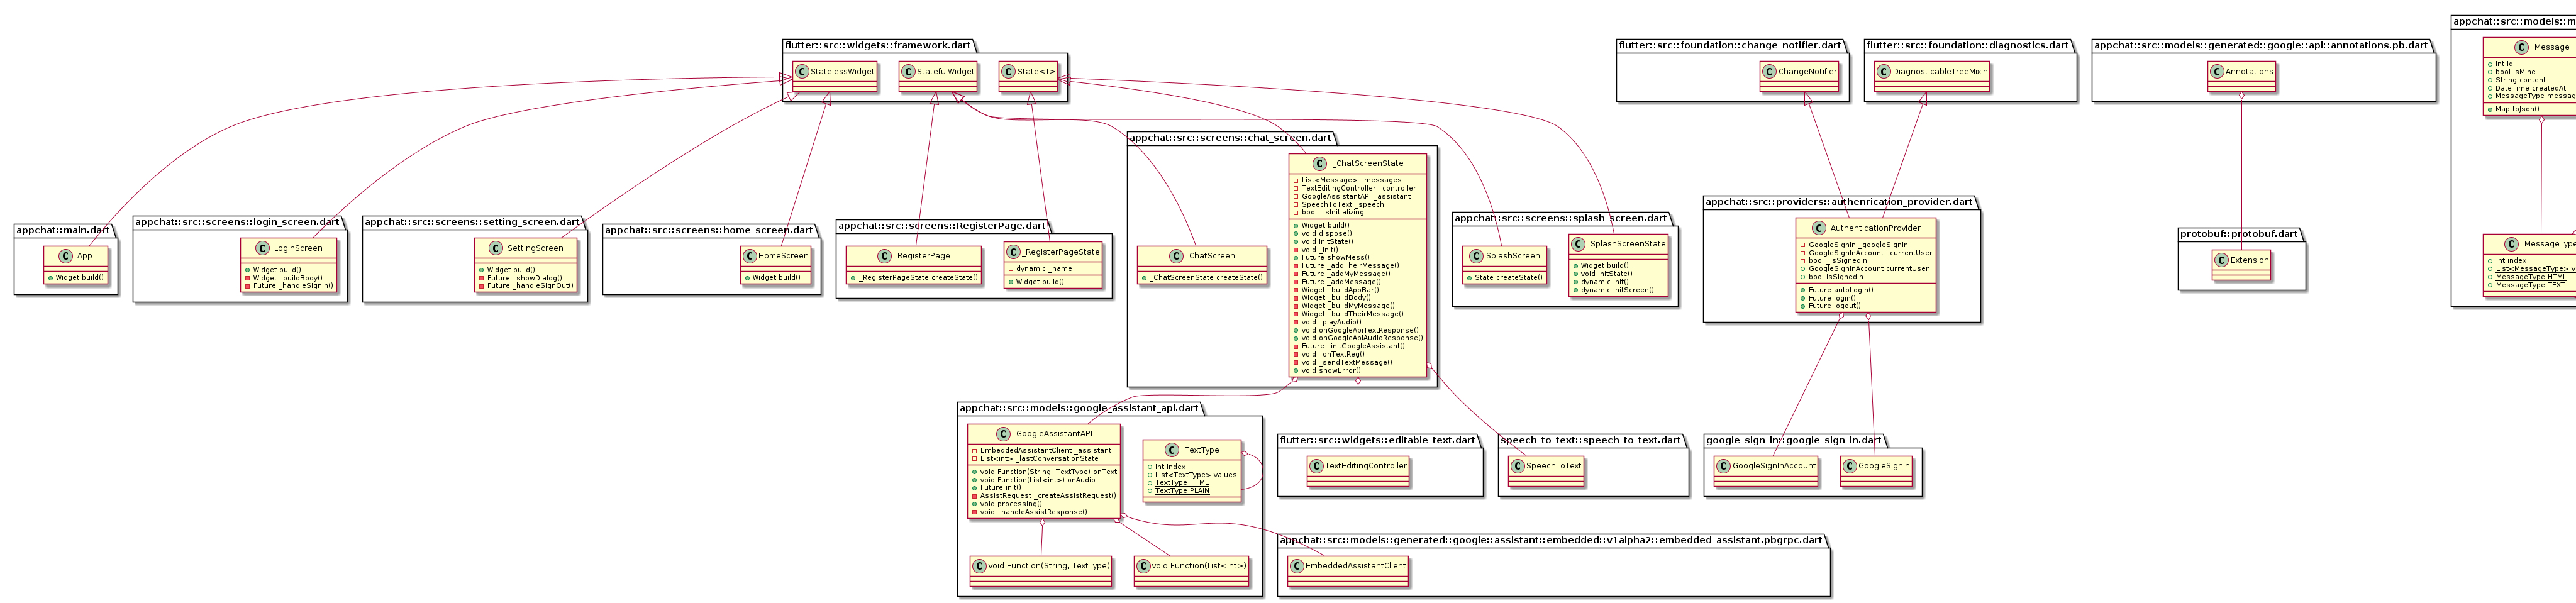 flutter::src::widgets::framework.dart
StatelessWidget
StatefulWidget
State<T>
flutter::src::foundation::change_notifier.dart
ChangeNotifier
flutter::src::foundation::diagnostics.dart
DiagnosticableTreeMixin
appchat::src::models::generated::google::api::annotations.pb.dart
Annotations
Message
int id
bool isMine
String content
DateTime createdAt
Map toJson()
appchat::main.dart
App
Widget build()
appchat::src::screens::login_screen.dart
LoginScreen
Widget build()
Widget _buildBody()
Future _handleSignIn()
appchat::src::screens::setting_screen.dart
SettingScreen
Widget build()
Future _showDialog()
Future _handleSignOut()
appchat::src::screens::home_screen.dart
HomeScreen
Widget build()
appchat::src::screens::RegisterPage.dart
RegisterPage
_RegisterPageState createState()
_RegisterPageState
dynamic _name
Widget build()
appchat::src::screens::chat_screen.dart
ChatScreen
_ChatScreenState createState()
_ChatScreenState
List<Message> _messages
TextEditingController _controller
GoogleAssistantAPI _assistant
SpeechToText _speech
bool _isInitializing
Widget build()
void dispose()
void initState()
void _init()
Future showMess()
Future _addTheirMessage()
Future _addMyMessage()
Future _addMessage()
Widget _buildAppBar()
Widget _buildBody()
Widget _buildMyMessage()
Widget _buildTheirMessage()
void _playAudio()
void onGoogleApiTextResponse()
void onGoogleApiAudioResponse()
Future _initGoogleAssistant()
void _onTextReg()
void _sendTextMessage()
void showError()
appchat::src::screens::splash_screen.dart
SplashScreen
State createState()
_SplashScreenState
Widget build()
void initState()
dynamic init()
dynamic initScreen()
appchat::src::providers::authenrication_provider.dart
AuthenticationProvider
GoogleSignIn _googleSignIn
GoogleSignInAccount _currentUser
bool _isSignedIn
GoogleSignInAccount currentUser
bool isSignedIn
Future autoLogin()
Future login()
Future logout()
protobuf::protobuf.dart
Extension
int index
MessageType HTML
MessageType TEXT
appchat::src::models::google_assistant_api.dart
GoogleAssistantAPI
EmbeddedAssistantClient _assistant
List<int> _lastConversationState
void Function(String, TextType) onText
void Function(List<int>) onAudio
Future init()
AssistRequest _createAssistRequest()
void processing()
void _handleAssistResponse()
TextType
int index
List<TextType> values
TextType HTML
TextType PLAIN
void Function(String, TextType)
void Function(List<int>)
flutter::src::widgets::editable_text.dart
TextEditingController
speech_to_text::speech_to_text.dart
SpeechToText
google_sign_in::google_sign_in.dart
GoogleSignInAccount
GoogleSignIn
appchat::src::models::generated::google::assistant::embedded::v1alpha2::embedded_assistant.pbgrpc.dart
EmbeddedAssistantClient